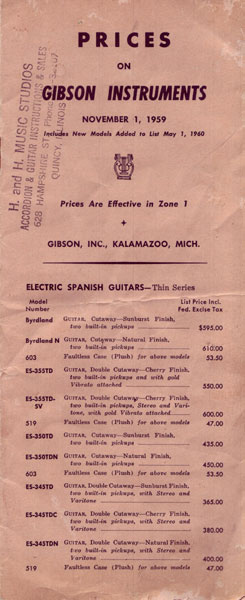 PRICES
ON
GIBSON INSTRUMENTS
NOVEMBER 1, 1959
Includes New Models Added to List May 1, 1960
Prices Are Effective in Zone 1
GIBSON, INC., KALAMAZOO, MICH.
H. and H. MUSIC STUDIOS
ACCORDION & GUITAR INSTRUCTIONS & SALES
628 HAMPSHIRE ST. Phone
QUINCY, ILLINOIS
ELECTRIC SPANISH GUITARS—Thin Series
Model Number
List Price Incl. Fed. Excise Tax
Byrdland GUITAR, Cutaway—Sunburst Finish,
two built-in pickups $595.00
Byrdland N GUITAR, Cutaway—Natural Finish,
two built-in pickups 610.00
603 Faultless Case (Plush) for above models 53.50
ES-355TD GUITAR, Double Cutaway—Cherry Finish,
two built-in pickups and with gold
Vibrato attached 550.00
ES-355TD-SV GUITAR, Double Cutaway—Cherry Finish,
two built-in pickups, Stereo and Vari-
tone, with gold Vibrato attached 600.00
519 Faultless Case (Plush) for above models 47.00
ES-350TD GUITAR, Cutaway—Sunburst Finish,
two built-in pickups 435.00
ES-350TDN GUITAR, Cutaway—Natural Finish,
two built-in pickups 450.00
603 Faultless Case (Plush) for above models 53.50
ES-345TD GUITAR, Double Cutaway—Sunburst Finish,
two built-in pickups, with Stereo and
Varitone 365.00
ES-345TDC GUITAR, Double Cutaway—Cherry Finish,
two built-in pickups, with Stereo and
Varitone 380.00
ES-345TDN GUITAR, Double Cutaway—Natural Finish,
two built-in pickups, with Stereo and
Varitone 400.00
519 Faultless Case (Plush) for above models 47.00